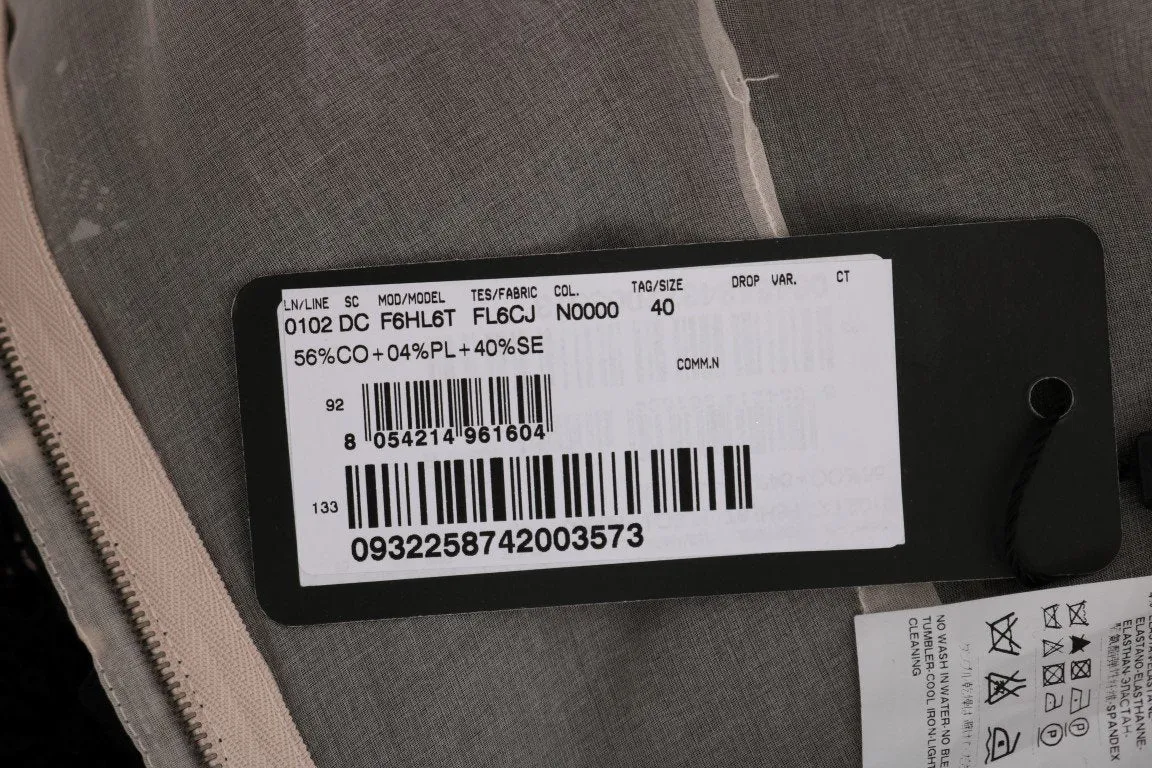 LN/LINE SC MOD/MODEL TES/FABRIC COL. TAG/SIZE DROP VAR. CT
0102 DC F6HL6T FL6CJ N0000 40
56%CO+04%PL+40%SE
COMM.N
92
8 054214 961604
133
0932258742003573
ELASTANO-ELASTHANNE-
ELASTHAN-ЭЛАСТАН-
SPANDEX
NO WASH IN WATER-NO BLE
TUMBLER-COOL IRON-LIGHT
CLEANING